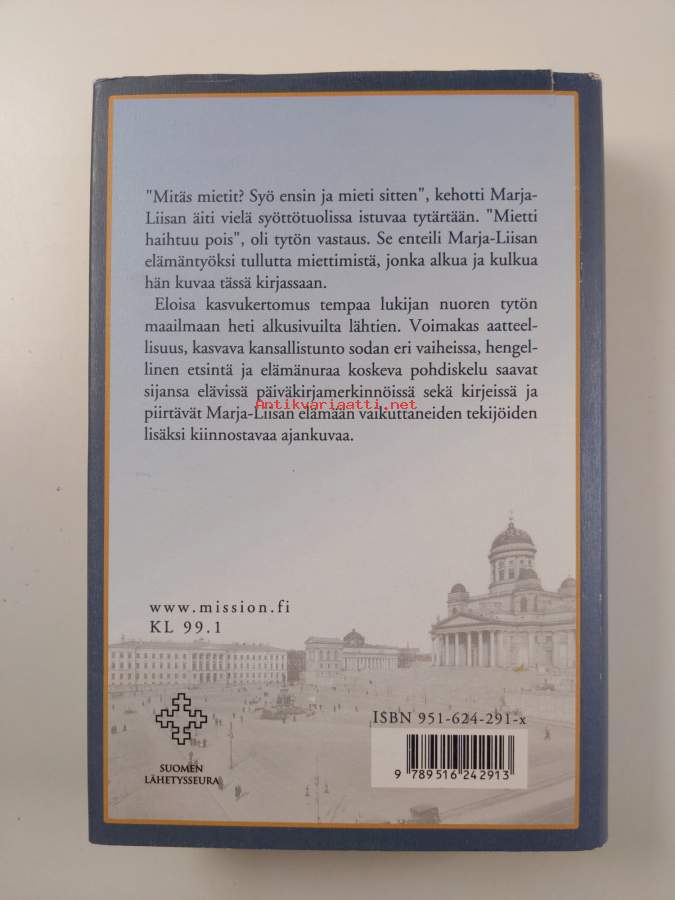 "Mitäs mietit? Syö ensin ja mieti sitten", kehotti Marja-
Liisan äiti vielä syöttötuolissa istuvaa tytärtään. "Mietti
haihtuu pois", oli tytön vastaus. Se enteili Marja-Liisan
elämäntyöksi tullutta miettimistä, jonka alkua ja kulkua
hän kuvaa tässä kirjassaan.
Eloisa kasvukertomus tempaa lukijan nuoren tytön
maailmaan heti alkusivuilta lähtien. Voimakas aatteel-
lisuus, kasvava kansallistunto sodan eri vaiheissa, hengel-
linen etsintä ja elämänuraa koskeva pohdiskelu saavat
sijansa elävissä päiväkirjamerkinnöissä sekä kirjeissä ja
Antikvariaatti.net
piirtävät Marja-Liisan elämään vaikuttaneiden tekijöiden
lisäksi kiinnostavaa ajankuvaa.
www.mission.fi
KL 99.1
SUOMEN
LÄHETYSSEURA
ISBN 951-624-291-x
9 789516 242913